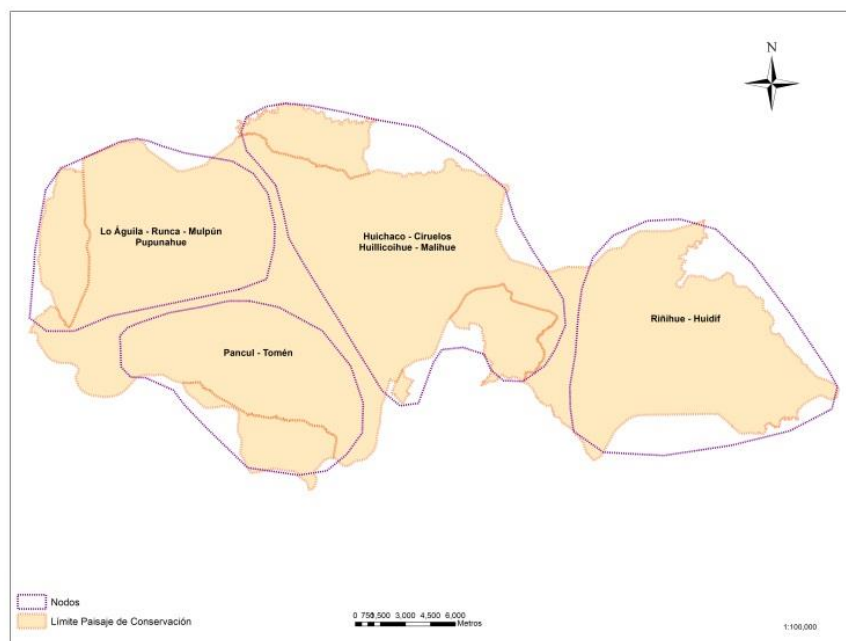 N
Lo Águila - Runca - Mulpún
Pupunahue
Huichaco - Ciruelos
Huillicoihue - Malihue
Riñihue - Huidif
Pancul - Tomén
Nodos
Límite Paisaje de Conservación
0 750 1,500 3,000 4,500 6,000
Metros
1:100,000